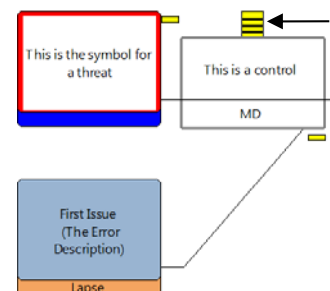 This is the symbol for
a threat
This is a control
MD
First Issue
(The Error
Description)
Lapse